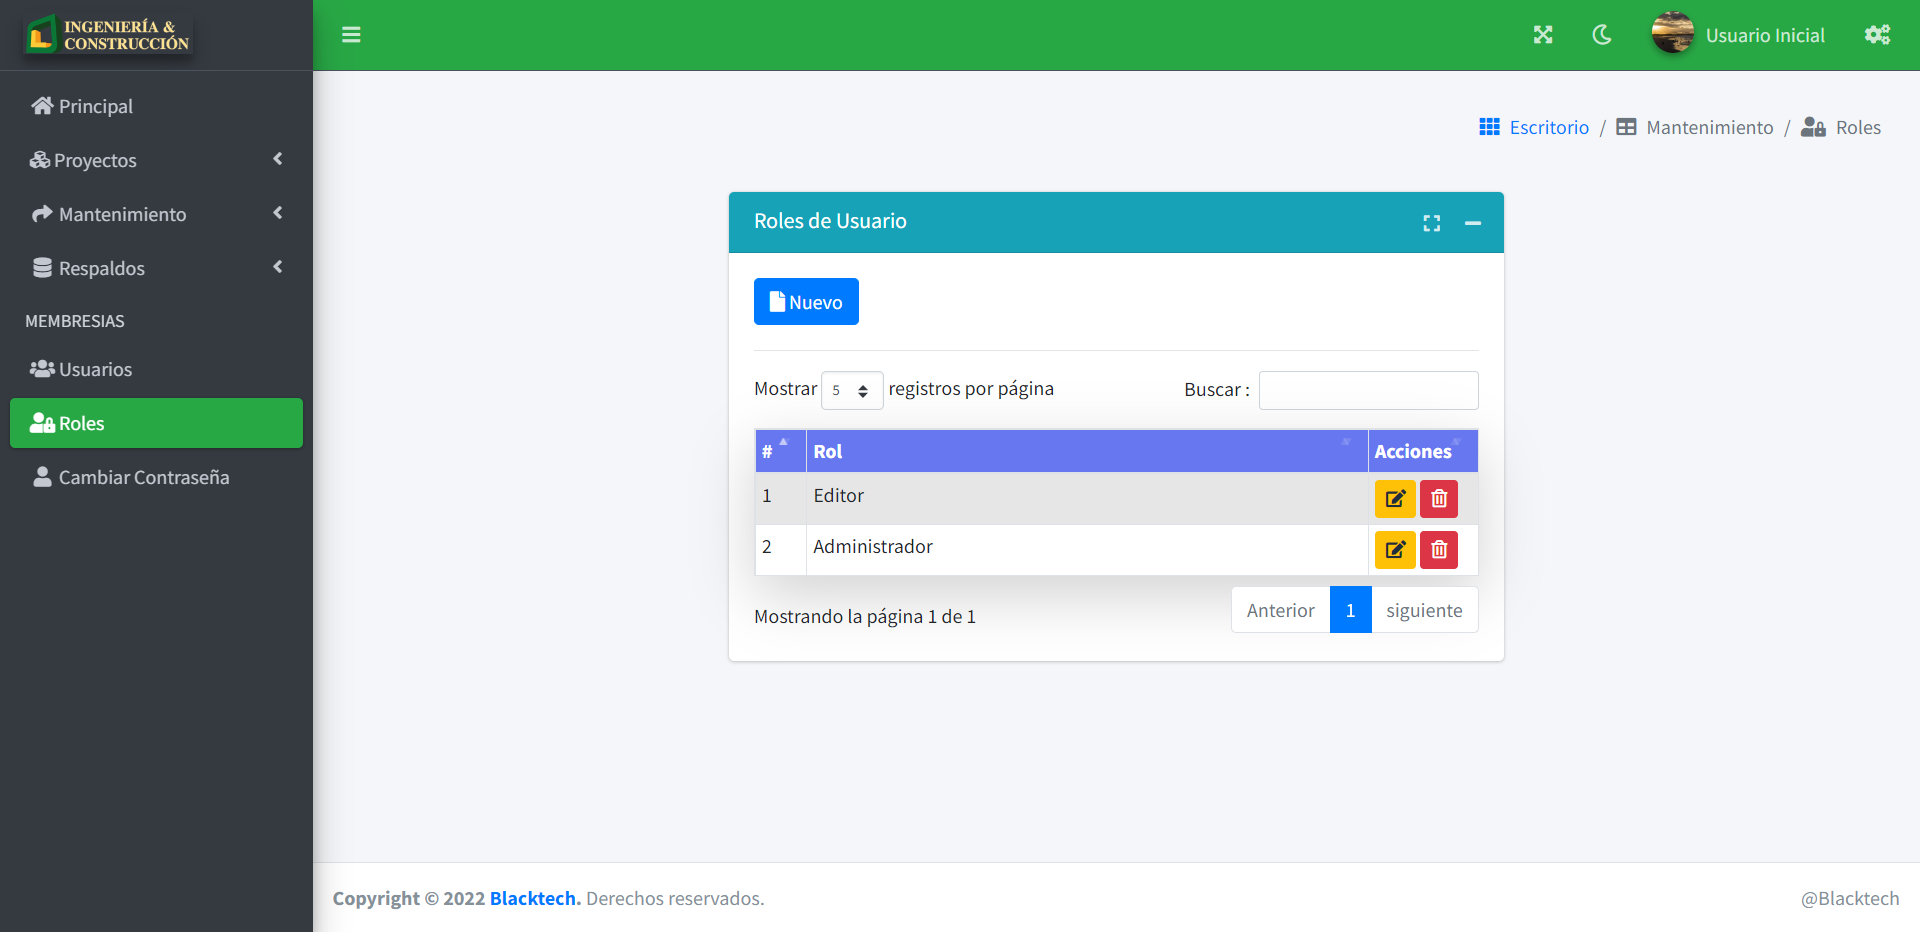 INGENIERÍA &
CONSTRUCCIÓN
Usuario Inicial
Principal
Proyectos
Mantenimiento
Respaldos
MEMBRESIAS
Usuarios
Roles
Cambiar Contraseña
Escritorio / Mantenimiento / Roles
Roles de Usuario
Nuevo
Mostrar 5 registros por página
Buscar :
# Rol Acciones
1 Editor
2 Administrador
Mostrando la página 1 de 1
Anterior 1 siguiente
Copyright © 2022 Blacktech. Derechos reservados.
@Blacktech